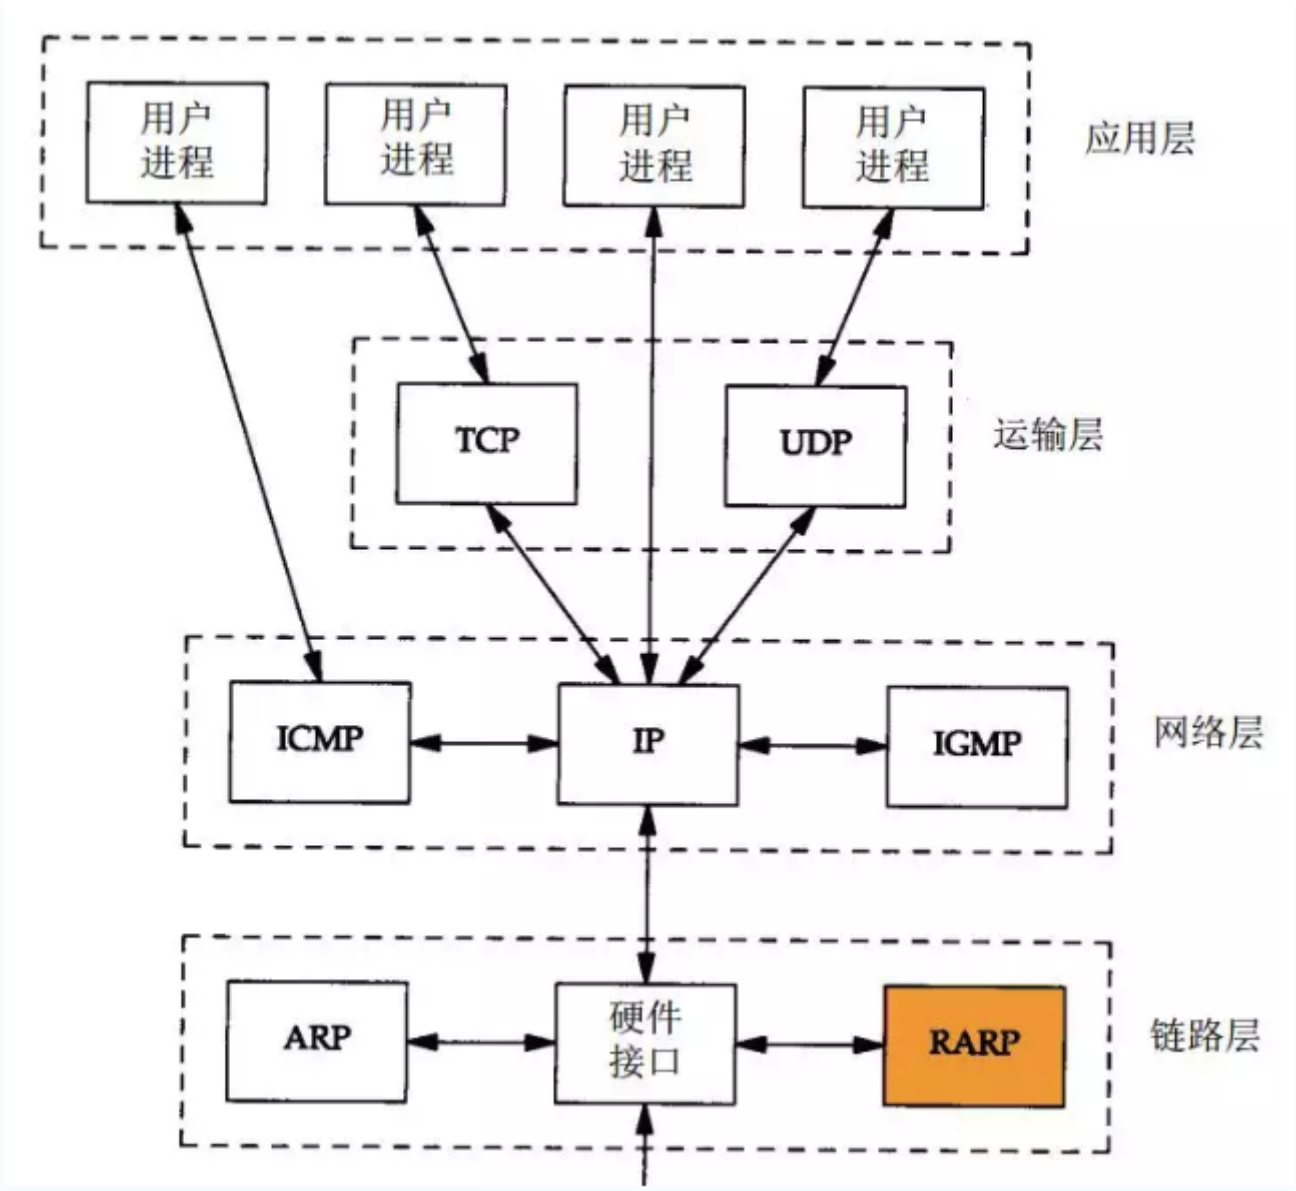 用户 用户 用户 用户
进程 进程 进程 进程
应用层
TCP UDP 运输层
ICMP IP IGMP 网络层
硬件
ARP 接口 RARP 链路层